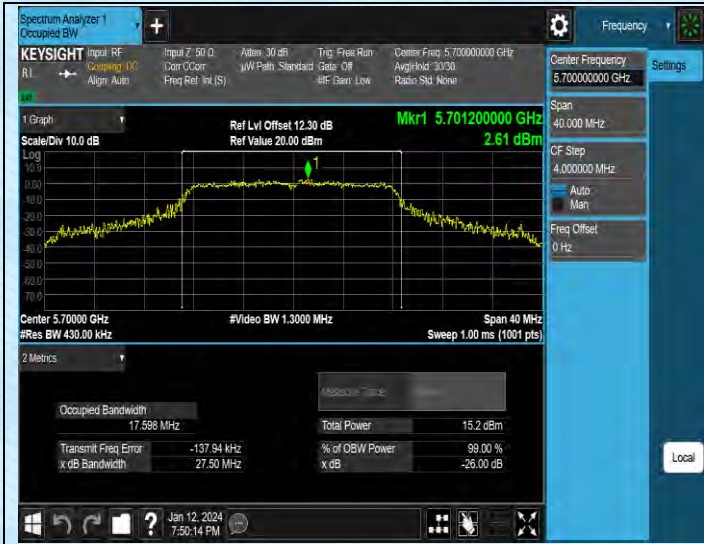 Spectrum Analyzer 1
Occupied BW
Frequency
KEYSIGHT Input: RF
Coupling: DC
Align: Auto
Input Z: 50 Ω
Corr CCorr
Freq Ref: Int (S)
Atten: 30 dB
µW Path: Standard
Trig: Free Run
Gate: Off
#IF Gain: Low
Center Freq: 5.700000000 GHz
Avg|Hold: 30/30
Radio Std: None
1 Graph
Scale/Div 10.0 dB
Ref Lvl Offset 12.30 dB
Ref Value 20.00 dBm
Mkr1 5.701200000 GHz
2.61 dBm
Log
10.0
0.00
-10.0
-20.0
-30.0
-40.0
-50.0
-60.0
-70.0
1
Center 5.70000 GHz
#Res BW 430.00 kHz
#Video BW 1.3000 MHz
Span 40 MHz
Sweep 1.00 ms (1001 pts)
2 Metrics
Measure Trace
Occupied Bandwidth
17.598 MHz
Total Power 15.2 dBm
Transmit Freq Error -137.94 kHz
% of OBW Power 99.00 %
x dB Bandwidth 27.50 MHz
x dB -26.00 dB
Center Frequency
5.700000000 GHz
Settings
Span
40.000 MHz
CF Step
4.000000 MHz
Auto
Man
Freq Offset
0 Hz
Local
Jan 12, 2024
7:50:14 PM